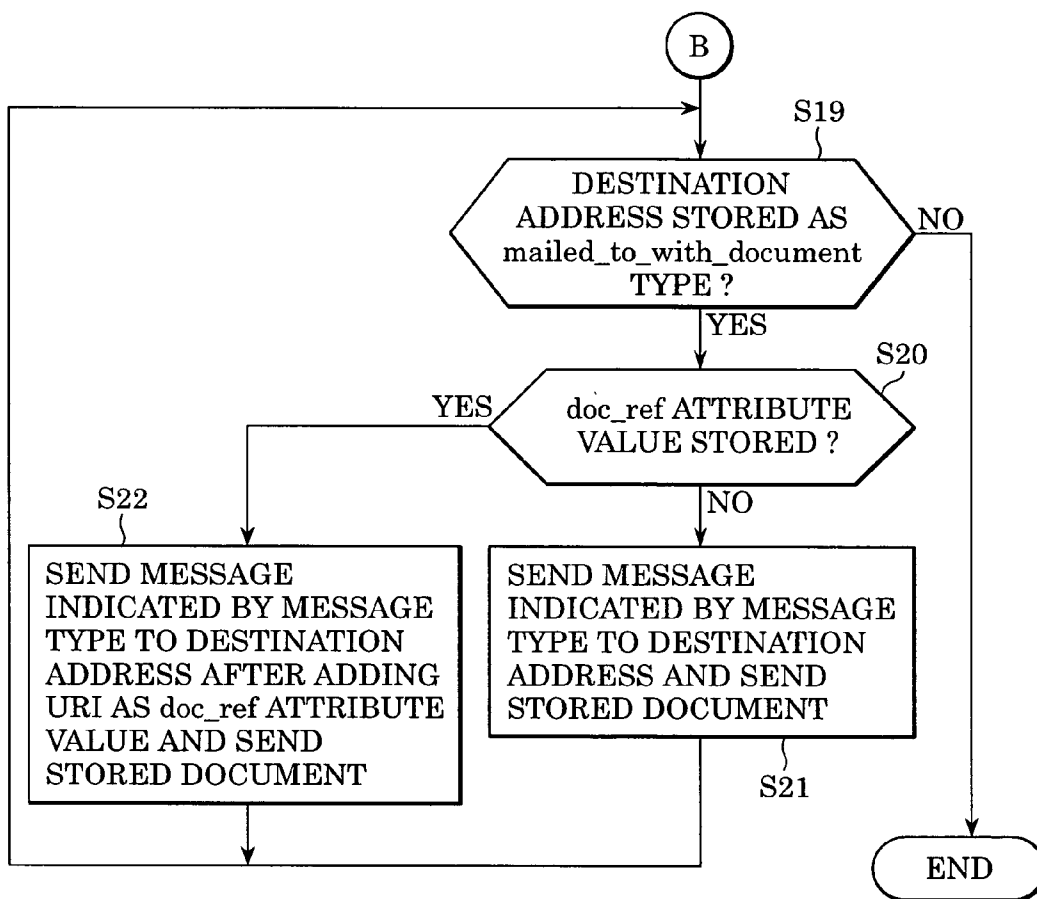 B
S19
DESTINATION
ADDRESS STORED AS
mailed_to_with_document
TYPE ?
NO
YES
S20
doc_ref ATTRIBUTE
VALUE STORED ?
YES
NO
S22
SEND MESSAGE
INDICATED BY MESSAGE
TYPE TO DESTINATION
ADDRESS AFTER ADDING
URI AS doc_ref ATTRIBUTE
VALUE AND SEND
STORED DOCUMENT
SEND MESSAGE
INDICATED BY MESSAGE
TYPE TO DESTINATION
ADDRESS AND SEND
STORED DOCUMENT
S21
END